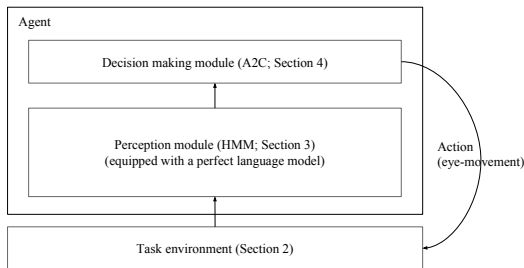 Agent
Decision making module (A2C; Section 4)
Perception module (HMM; Section 3)
(equipped with a perfect language model)
Action
(eye-movement)
Task environment (Section 2)